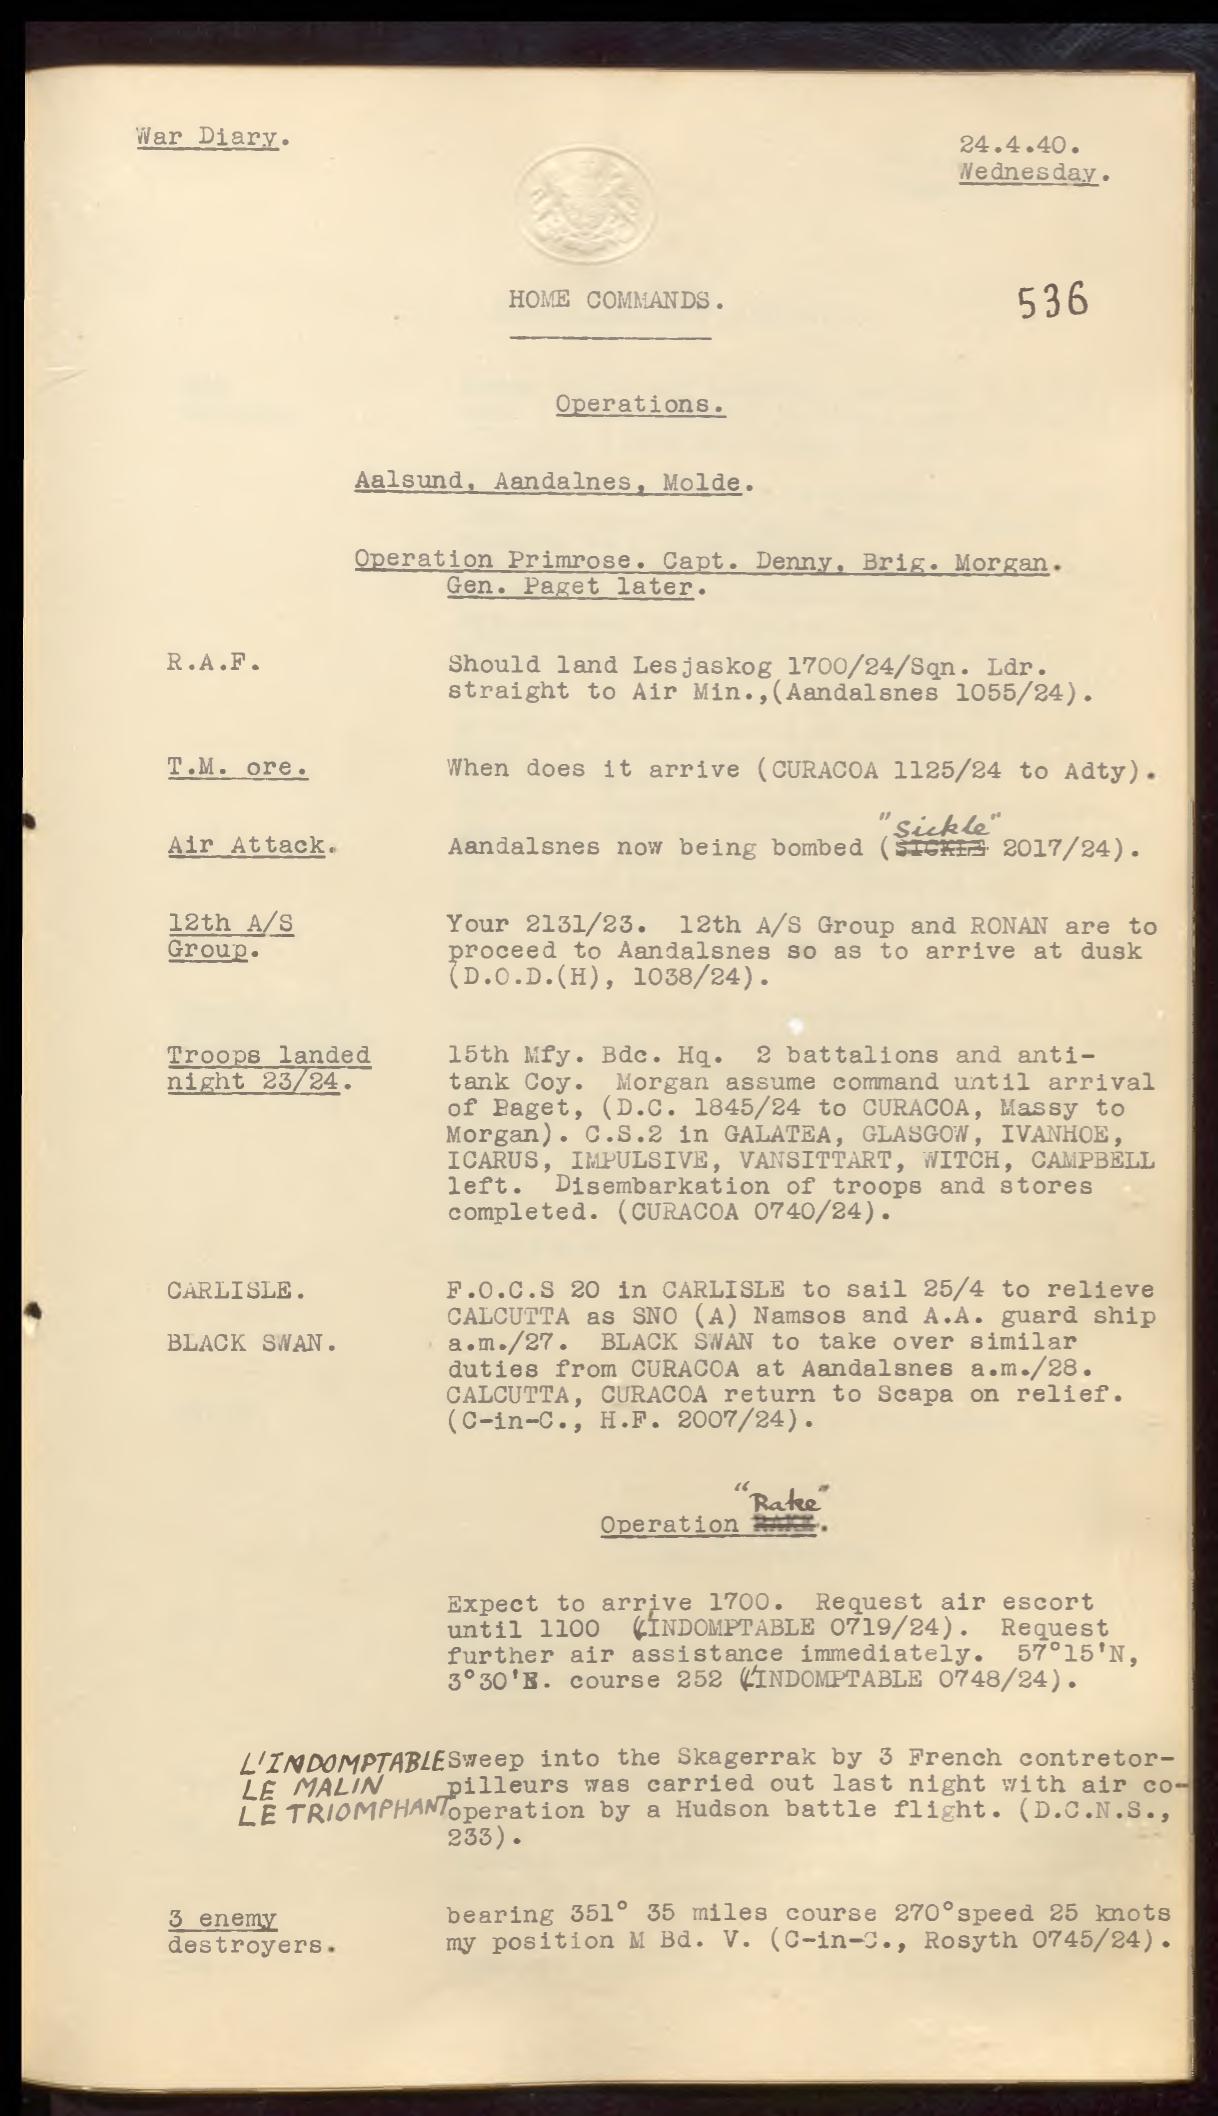 War Diary.
24.4.40.
Wednesday.
HOME COMMANDS.
536
Operations.
Aalsund, Aandalnes, Molde.
Operation Primrose. Capt. Denny, Brig. Morgan.
Gen. Paget later.
R.A.F. Should land Lesjaskog 1700/24/Sqn. Ldr.
straight to Air Min.,(Aandalsnes 1055/24).
T.M. ore. When does it arrive (CURACOA 1125/24 to Adty).
"Sickle"
Air Attack. Aandalsnes now being bombed (SICKLE 2017/24).
12th A/S Your 2131/23. 12th A/S Group and RONAN are to
Group. proceed to Aandalsnes so as to arrive at dusk
(D.O.D.(H), 1038/24).
Troops landed 15th Mfy. Bdc. Hq. 2 battalions and anti-
night 23/24. tank Coy. Morgan assume command until arrival
of Paget, (D.C. 1845/24 to CURACOA, Massy to
Morgan). C.S.2 in GALATEA, GLASGOW, IVANHOE,
ICARUS, IMPULSIVE, VANSITTART, WITCH, CAMPBELL
left. Disembarkation of troops and stores
completed. (CURACOA 0740/24).
CARLISLE. F.O.C.S 20 in CARLISLE to sail 25/4 to relieve
CALCUTTA as SNO (A) Namsos and A.A. guard ship
BLACK SWAN. a.m./27. BLACK SWAN to take over similar
duties from CURACOA at Aandalsnes a.m./28.
CALCUTTA, CURACOA return to Scapa on relief.
(C-in-C., H.F. 2007/24).
"Rake"
Operation RAKE.
Expect to arrive 1700. Request air escort
until 1100 (L'INDOMPTABLE 0719/24). Request
further air assistance immediately. 57°15'N,
3°30'E. course 252 (L'INDOMPTABLE 0748/24).
L'INDOMPTABLE Sweep into the Skagerrak by 3 French contretor-
LE MALIN pilleurs was carried out last night with air co-
LE TRIOMPHANT operation by a Hudson battle flight. (D.C.N.S.,
233).
3 enemy bearing 351° 35 miles course 270°speed 25 knots
destroyers. my position M Bd. V. (C-in-C., Rosyth 0745/24).